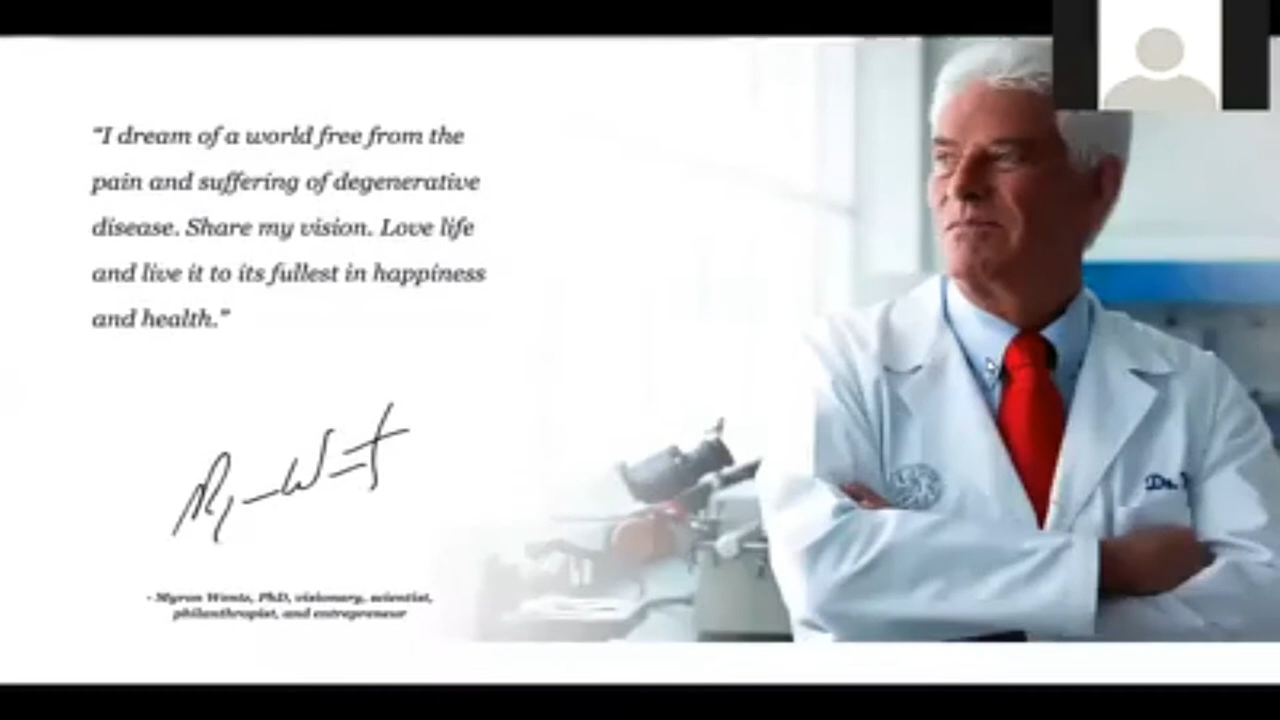 “I dream of a world free from the
pain and suffering of degenerative
disease. Share my vision. Love life
and live it to its fullest in happiness
and health.”
- Myron Wentz, PhD, visionary, scientist,
philanthropist, and entrepreneur
Dr.